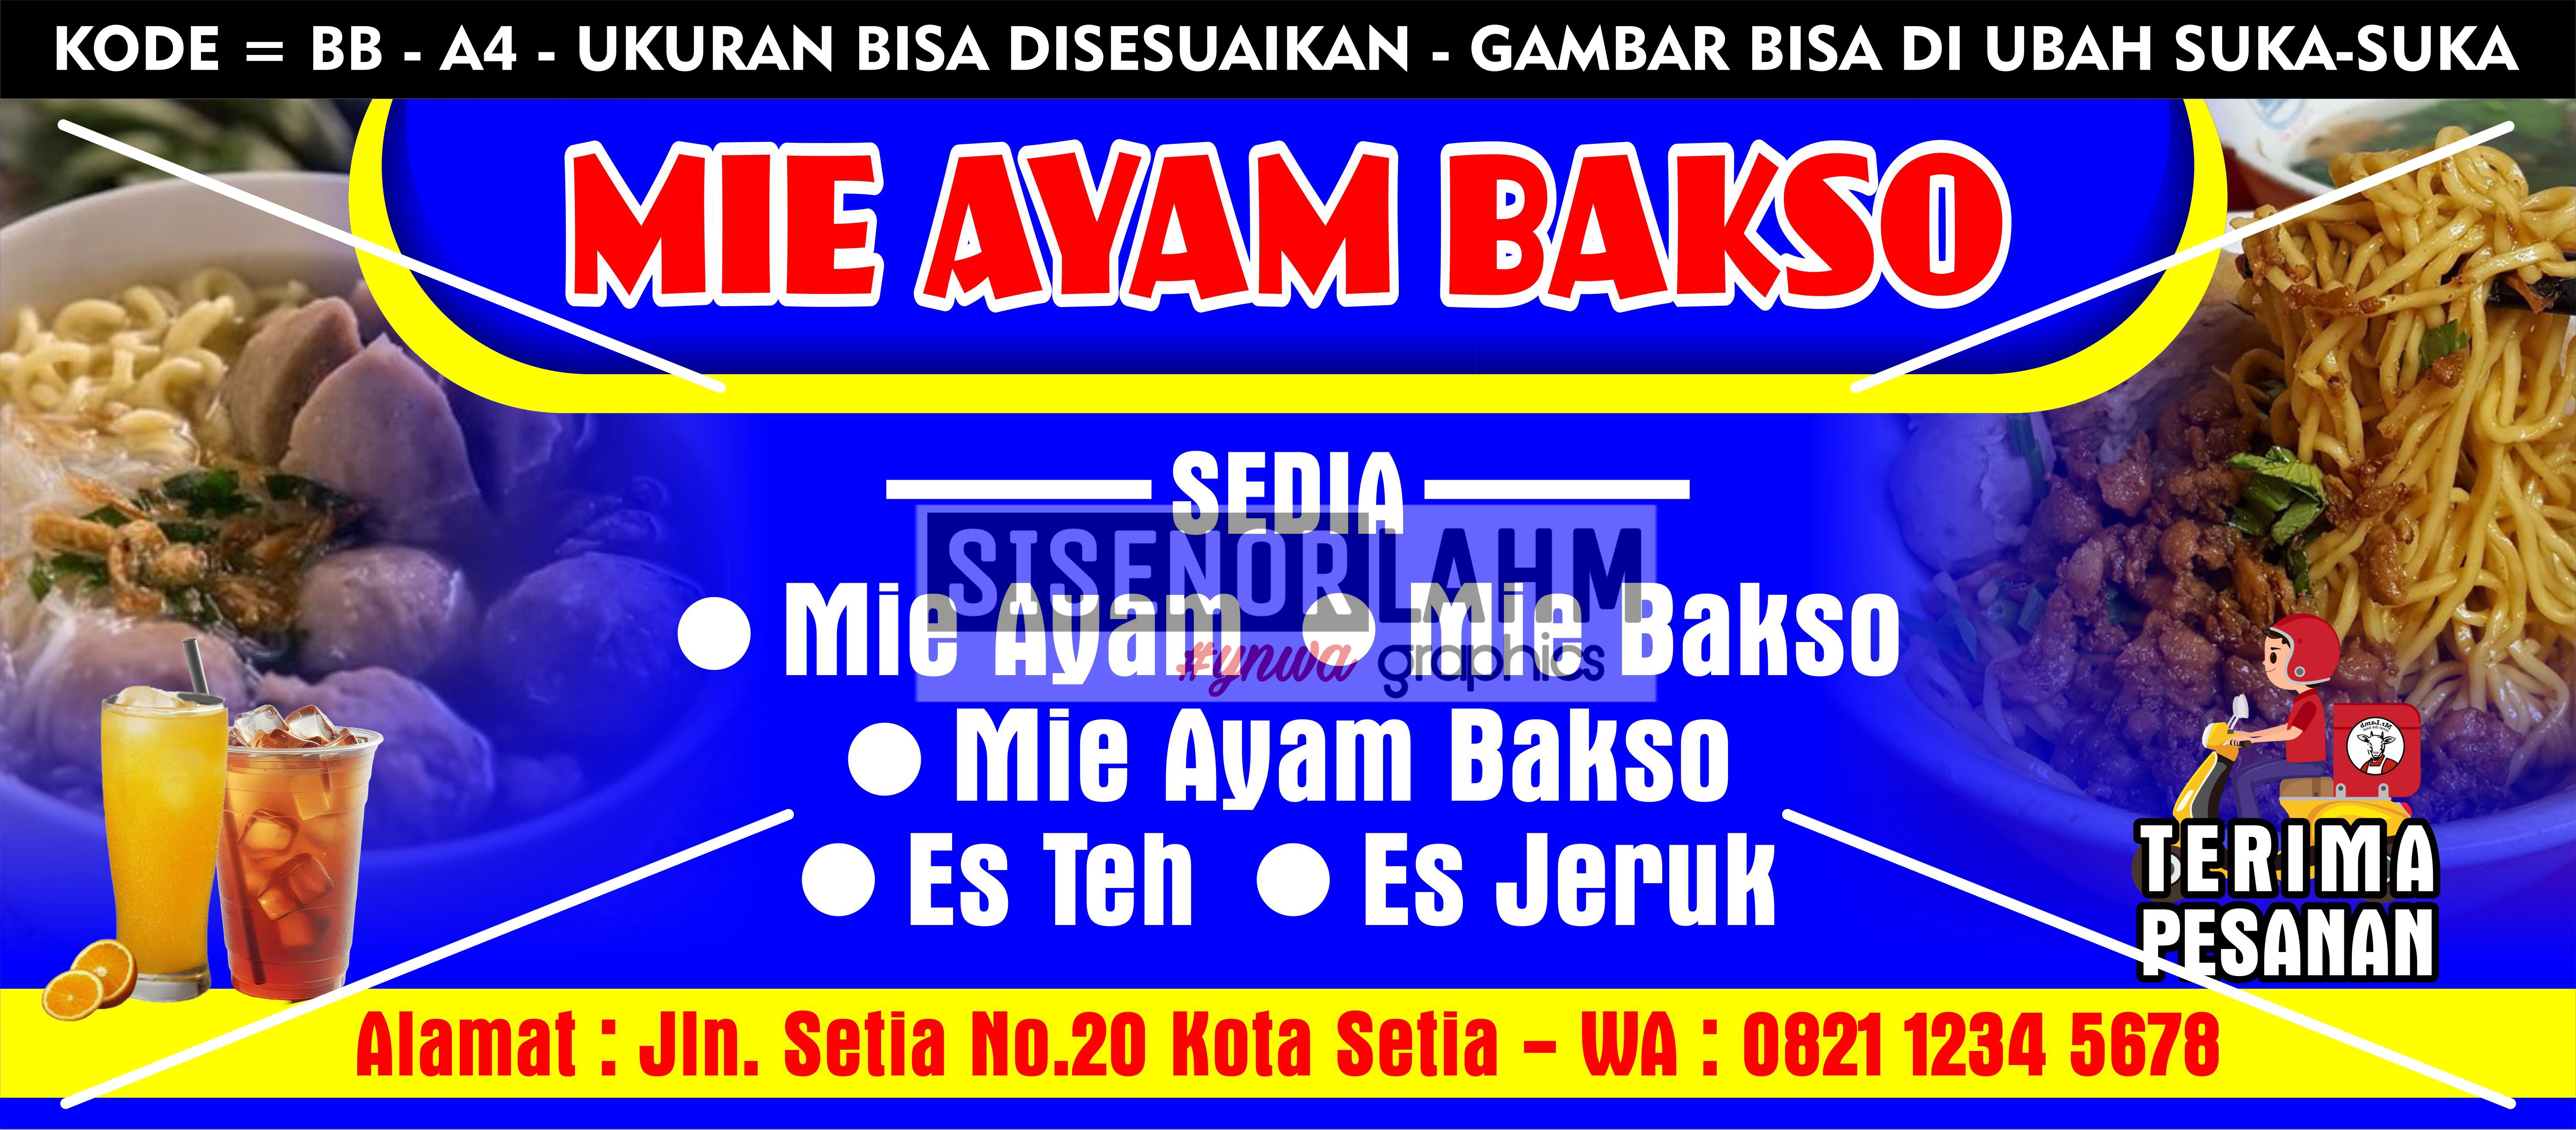 KODE = BB - A4 - UKURAN BISA DISESUAIKAN - GAMBAR BISA DI UBAH SUKA-SUKA
MIE AYAM BAKSO
SEDIA
SISENOR LAHM
● Mie Ayam ● Mie Bakso
#ynwa graphics
● Mie Ayam Bakso
● Es Teh ● Es Jeruk
TERIMA
PESANAN
Alamat : Jln. Setia No.20 Kota Setia - WA : 0821 1234 5678